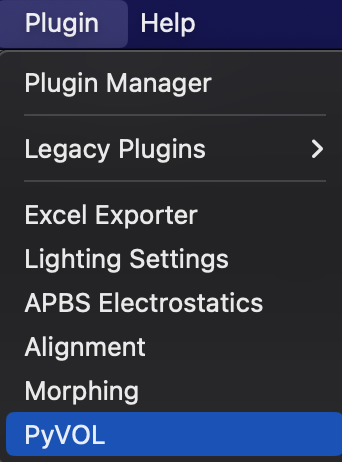 Plugin Help
Plugin Manager
Legacy Plugins
Excel Exporter
Lighting Settings
APBS Electrostatics
Alignment
Morphing
PyVOL